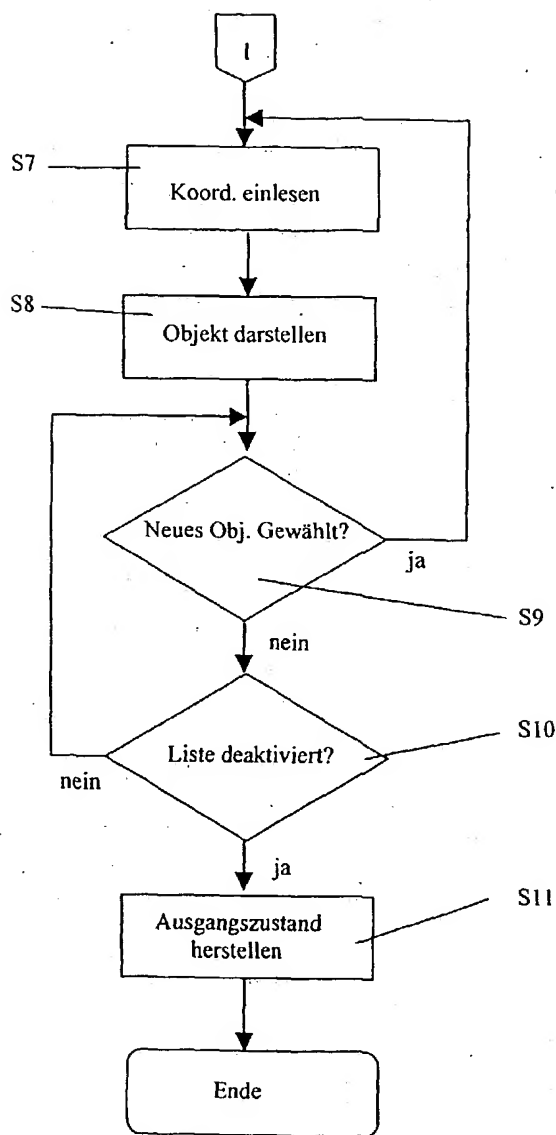 1
S7
Koord. einlesen
S8
Objekt darstellen
Neues Obj. Gewählt?
ja
S9
nein
S10
Liste deaktiviert?
nein
ja
S11
Ausgangszustand
herstellen
Ende